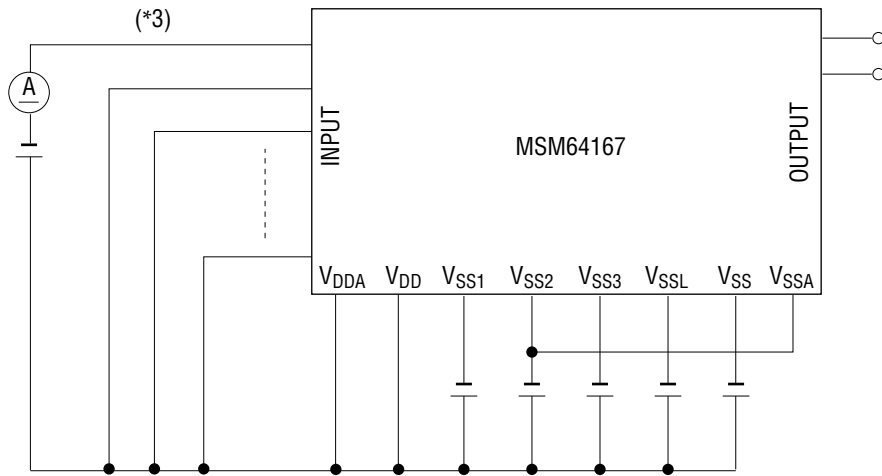 (*3)
A
INPUT
MSM64167
OUTPUT
VDDA VDD VSS1 VSS2 VSS3 VSSL VSS VSSA